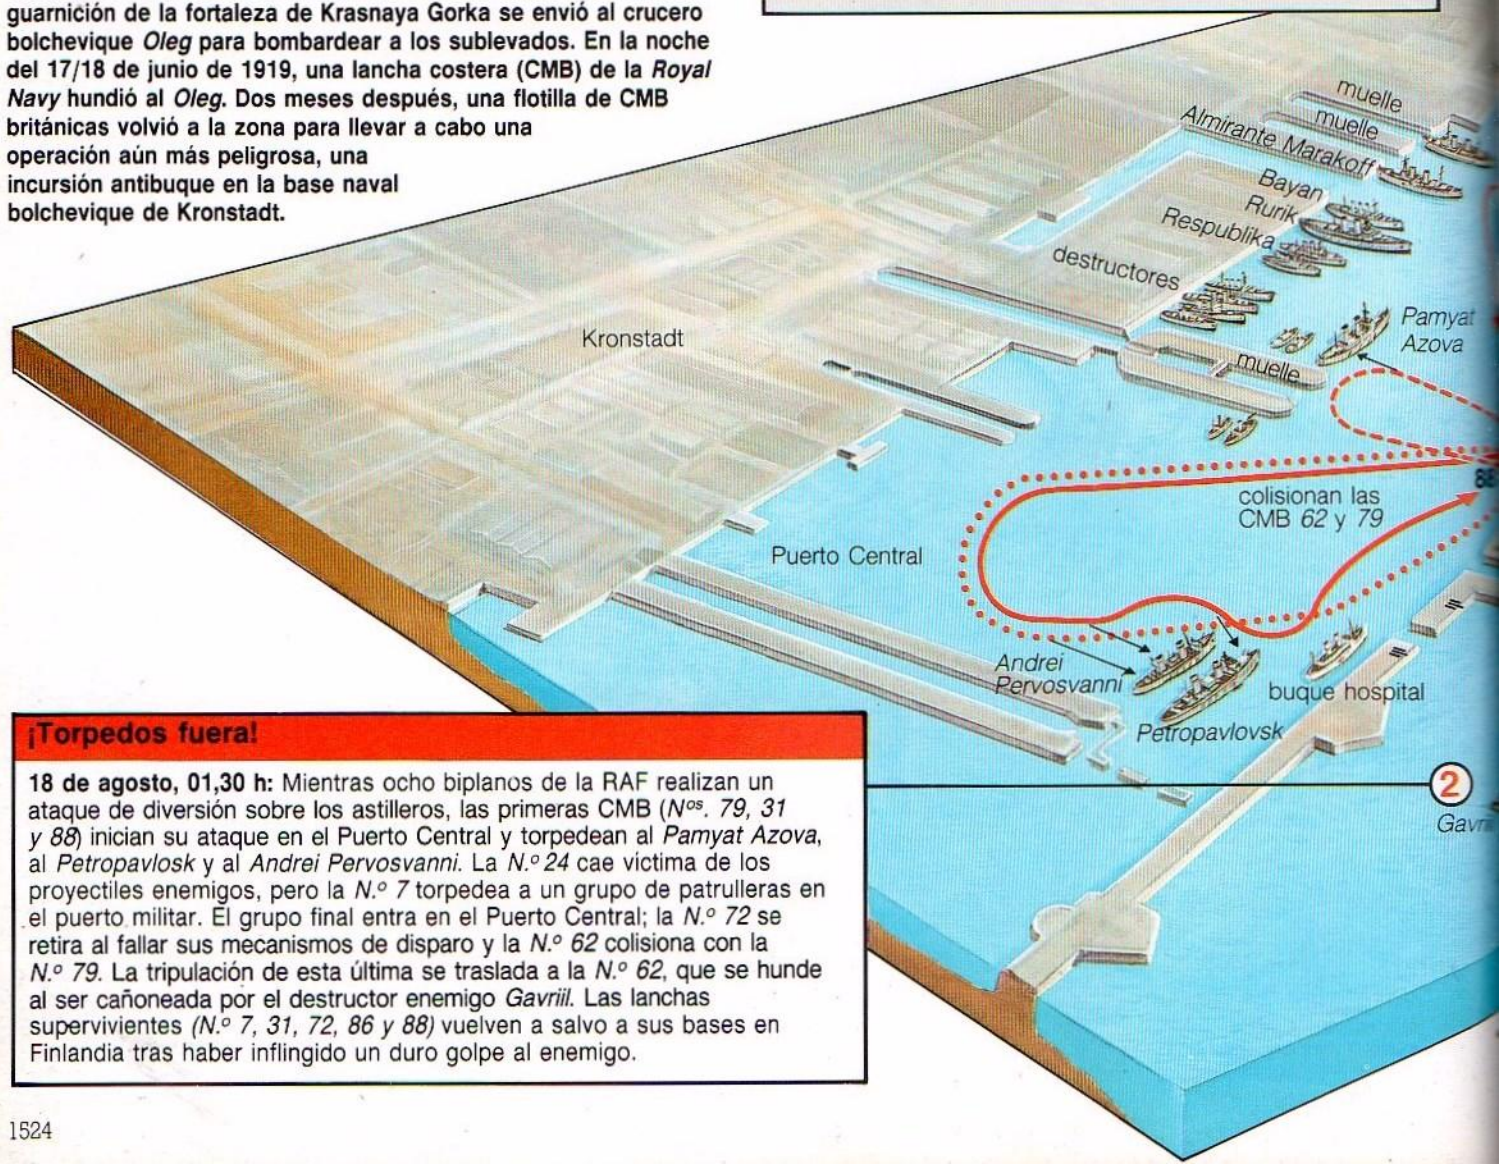 guarnición de la fortaleza de Krasnaya Gorka se envió al crucero
bolchevique Oleg para bombardear a los sublevados. En la noche
del 17/18 de junio de 1919, una lancha costera (CMB) de la Royal
Navy hundió al Oleg. Dos meses después, una flotilla de CMB
británicas volvió a la zona para llevar a cabo una
operación aún más peligrosa, una
incursión antibuque en la base naval
bolchevique de Kronstadt.
muelle
muelle
Almirante Marakoff
Bayan
Rurik
Respublika
destructores
Pamyat
Azova
Kronstadt
muelle
88
colisionan las
CMB 62 y 79
Puerto Central
Andrei
Pervosvanni
buque hospital
Petropavlovsk
2
Gavriil
¡Torpedos fuera!
18 de agosto, 01,30 h: Mientras ocho biplanos de la RAF realizan un
ataque de diversión sobre los astilleros, las primeras CMB (Nos. 79, 31
y 88) inician su ataque en el Puerto Central y torpedean al Pamyat Azova,
al Petropavlosk y al Andrei Pervosvanni. La N.º 24 cae víctima de los
proyectiles enemigos, pero la N.º 7 torpedea a un grupo de patrulleras en
el puerto militar. El grupo final entra en el Puerto Central; la N.º 72 se
retira al fallar sus mecanismos de disparo y la N.º 62 colisiona con la
N.º 79. La tripulación de esta última se traslada a la N.º 62, que se hunde
al ser cañoneada por el destructor enemigo Gavriil. Las lanchas
supervivientes (N.º 7, 31, 72, 86 y 88) vuelven a salvo a sus bases en
Finlandia tras haber inflingido un duro golpe al enemigo.
1524